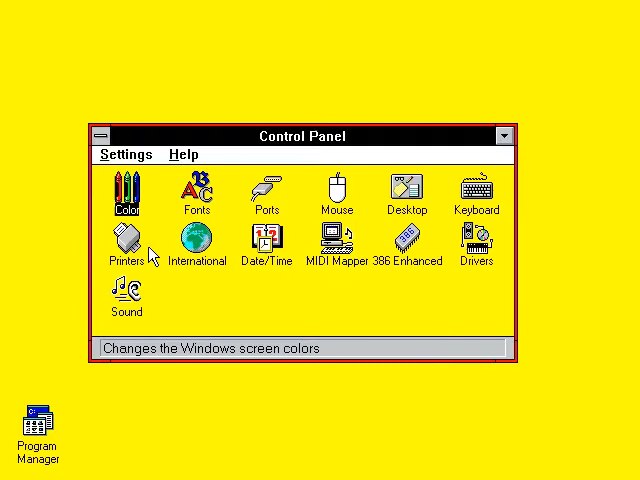 Control Panel
Settings Help
Color Fonts Ports Mouse Desktop Keyboard
Printers International Date/Time MIDI Mapper 386 Enhanced Drivers
Sound
Changes the Windows screen colors
Program
Manager